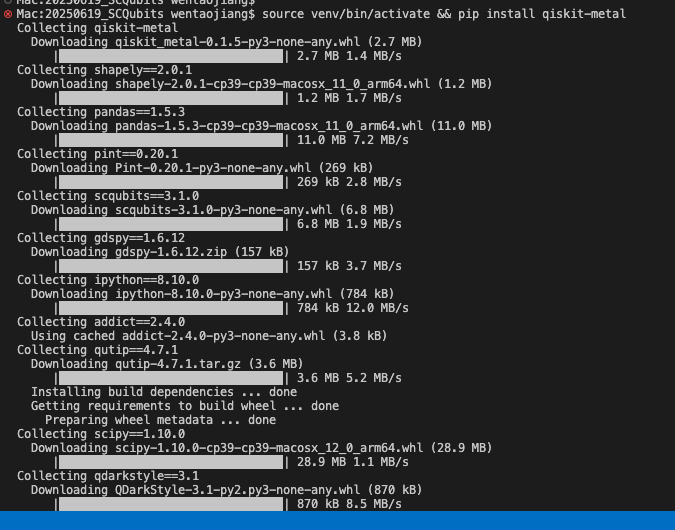 Mac:20250619_SCQubits wentaojiang$
Mac:20250619_SCQubits wentaojiang$ source venv/bin/activate && pip install qiskit-metal
Collecting qiskit-metal
Downloading qiskit_metal-0.1.5-py3-none-any.whl (2.7 MB)
| | 2.7 MB 1.4 MB/s
Collecting shapely==2.0.1
Downloading shapely-2.0.1-cp39-cp39-macosx_11_0_arm64.whl (1.2 MB)
| | 1.2 MB 1.7 MB/s
Collecting pandas==1.5.3
Downloading pandas-1.5.3-cp39-cp39-macosx_11_0_arm64.whl (11.0 MB)
| | 11.0 MB 7.2 MB/s
Collecting pint==0.20.1
Downloading Pint-0.20.1-py3-none-any.whl (269 kB)
| | 269 kB 2.8 MB/s
Collecting scqubits==3.1.0
Downloading scqubits-3.1.0-py3-none-any.whl (6.8 MB)
| | 6.8 MB 1.9 MB/s
Collecting gdspy==1.6.12
Downloading gdspy-1.6.12.zip (157 kB)
| | 157 kB 3.7 MB/s
Collecting ipython==8.10.0
Downloading ipython-8.10.0-py3-none-any.whl (784 kB)
| | 784 kB 12.0 MB/s
Collecting addict==2.4.0
Using cached addict-2.4.0-py3-none-any.whl (3.8 kB)
Collecting qutip==4.7.1
Downloading qutip-4.7.1.tar.gz (3.6 MB)
| | 3.6 MB 5.2 MB/s
Installing build dependencies ... done
Getting requirements to build wheel ... done
Preparing wheel metadata ... done
Collecting scipy==1.10.0
Downloading scipy-1.10.0-cp39-cp39-macosx_12_0_arm64.whl (28.9 MB)
| | 28.9 MB 1.1 MB/s
Collecting qdarkstyle==3.1
Downloading QDarkStyle-3.1-py2.py3-none-any.whl (870 kB)
| | 870 kB 8.5 MB/s